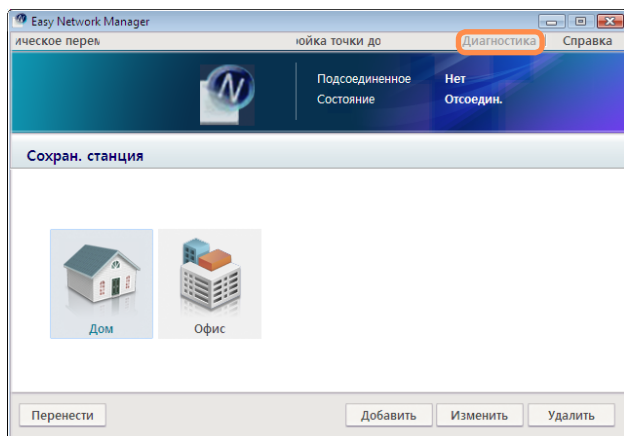 Easy Network Manager
ическое перем ройка точки до Диагностика Справка
Подсоединенное Нет
Состояние Отсоедин.
Сохран. станция
Дом Офис
Перенести Добавить Изменить Удалить